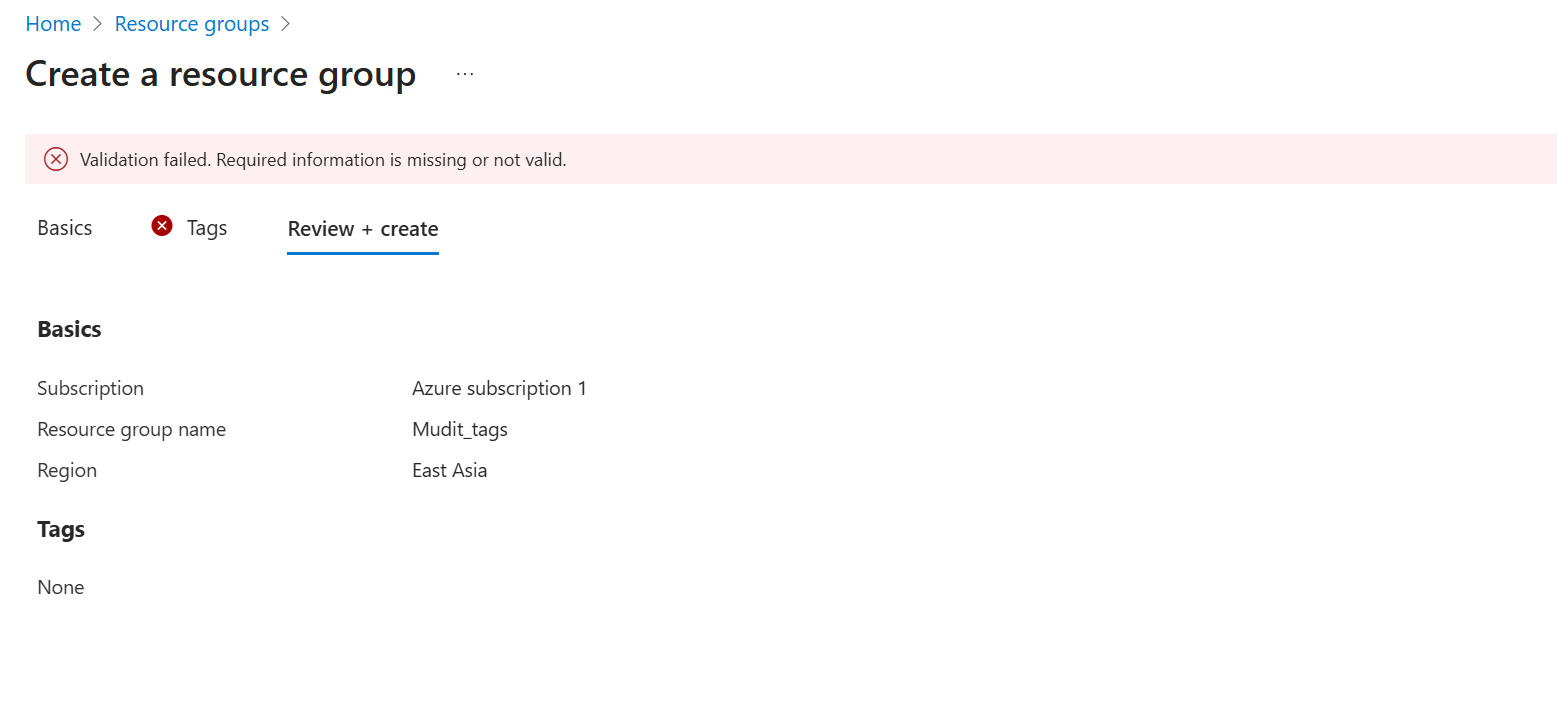 Home > Resource groups >
Create a resource group ...
Validation failed. Required information is missing or not valid.
Basics Tags Review + create
Basics
Subscription Azure subscription 1
Resource group name Mudit_tags
Region East Asia
Tags
None